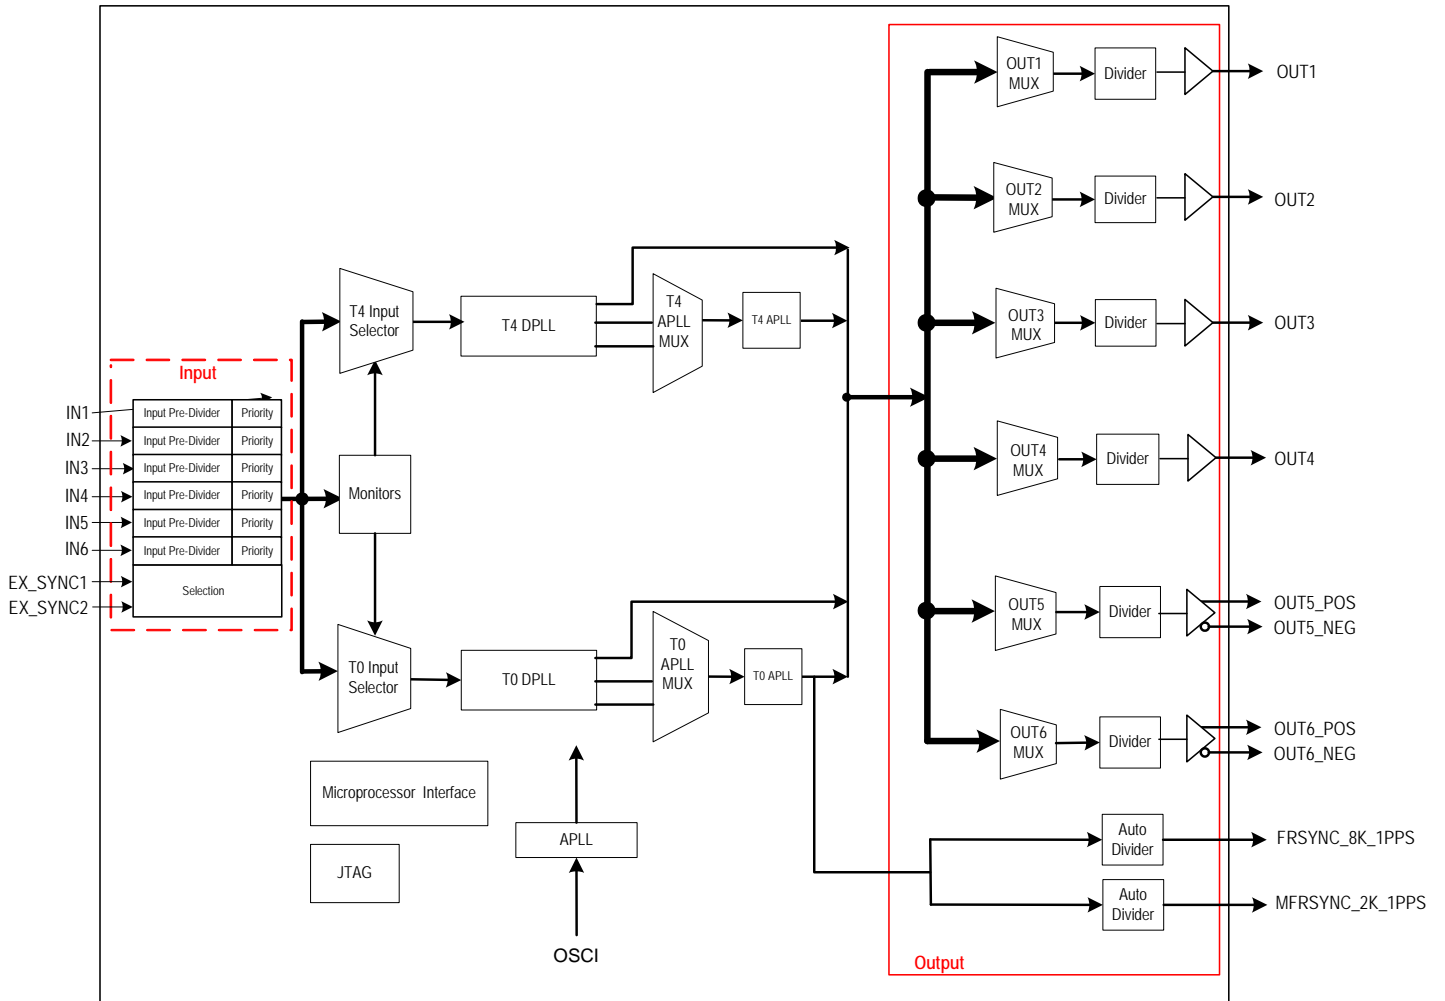 Input
IN1
Input Pre-Divider
Priority
IN2
Input Pre-Divider
Priority
IN3
Input Pre-Divider
Priority
IN4
Input Pre-Divider
Priority
IN5
Input Pre-Divider
Priority
IN6
Input Pre-Divider
Priority
EX_SYNC1
EX_SYNC2
Selection
T4 Input
Selector
Monitors
T0 Input
Selector
T4 DPLL
T4
APLL
MUX
T4 APLL
T0 DPLL
T0
APLL
MUX
T0 APLL
Microprocessor Interface
JTAG
APLL
OSCI
OUT1
MUX
Divider
OUT1
OUT2
MUX
Divider
OUT2
OUT3
MUX
Divider
OUT3
OUT4
MUX
Divider
OUT4
OUT5
MUX
Divider
OUT5_POS
OUT5_NEG
OUT6
MUX
Divider
OUT6_POS
OUT6_NEG
Auto
Divider
FRSYNC_8K_1PPS
Auto
Divider
MFRSYNC_2K_1PPS
Output